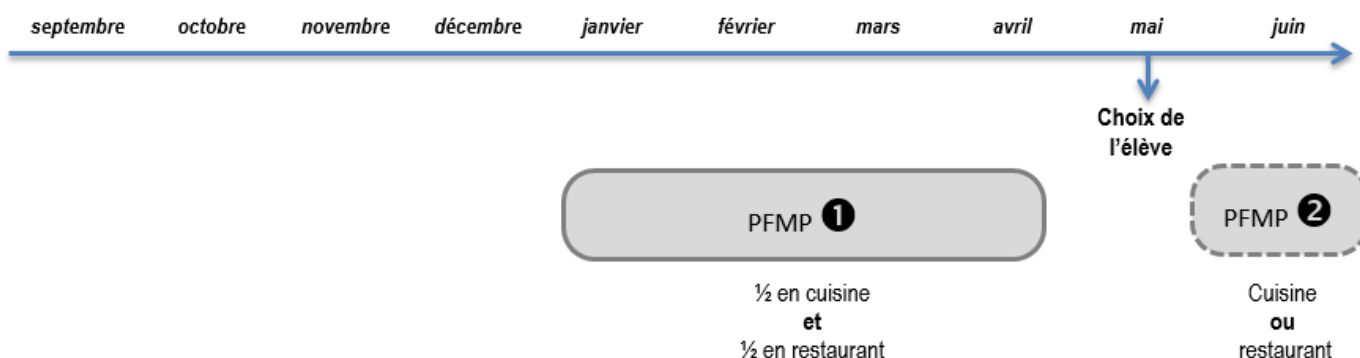 septembre octobre novembre décembre janvier février mars avril mai juin
Choix de
l'élève
PFMP ❶
PFMP ❷
½ en cuisine
et
½ en restaurant
Cuisine
ou
restaurant